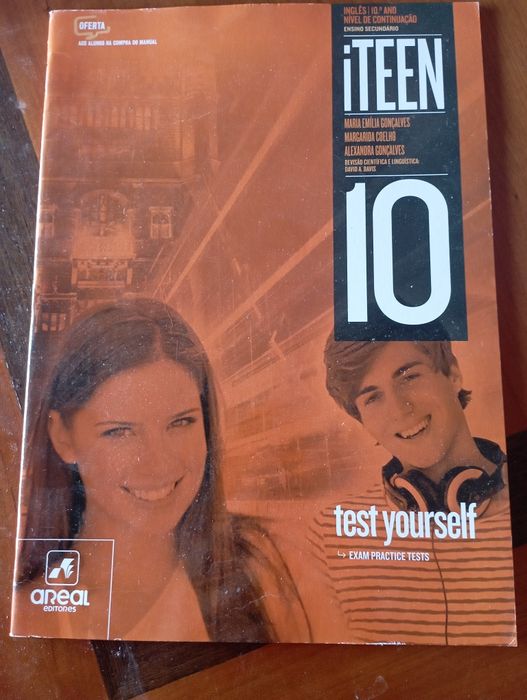 OFERTA
AOS ALUNOS NA COMPRA DO MANUAL
INGLÊS | 10.º ANO
NÍVEL DE CONTINUAÇÃO
ENSINO SECUNDÁRIO
iTEEN
MARIA EMÍLIA GONÇALVES
MARGARIDA COELHO
ALEXANDRA GONÇALVES
REVISÃO CIENTÍFICA E LINGUÍSTICA:
DAVID A. DAVIS
10
test yourself
EXAM PRACTICE TESTS
aREaL
EDITORES